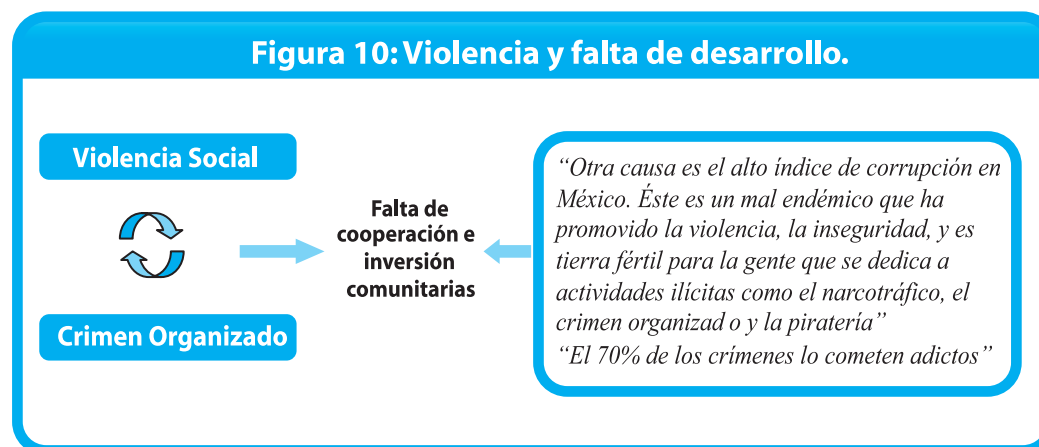 Figura 10: Violencia y falta de desarrollo.
Violencia Social
Crimen Organizado
Falta de
cooperación e
inversión
comunitarias
“Otra causa es el alto índice de corrupción en
México. Éste es un mal endémico que ha
promovido la violencia, la inseguridad, y es
tierra fértil para la gente que se dedica a
actividades ilícitas como el narcotráfico, el
crimen organizad o y la piratería”
“El 70% de los crímenes lo cometen adictos”